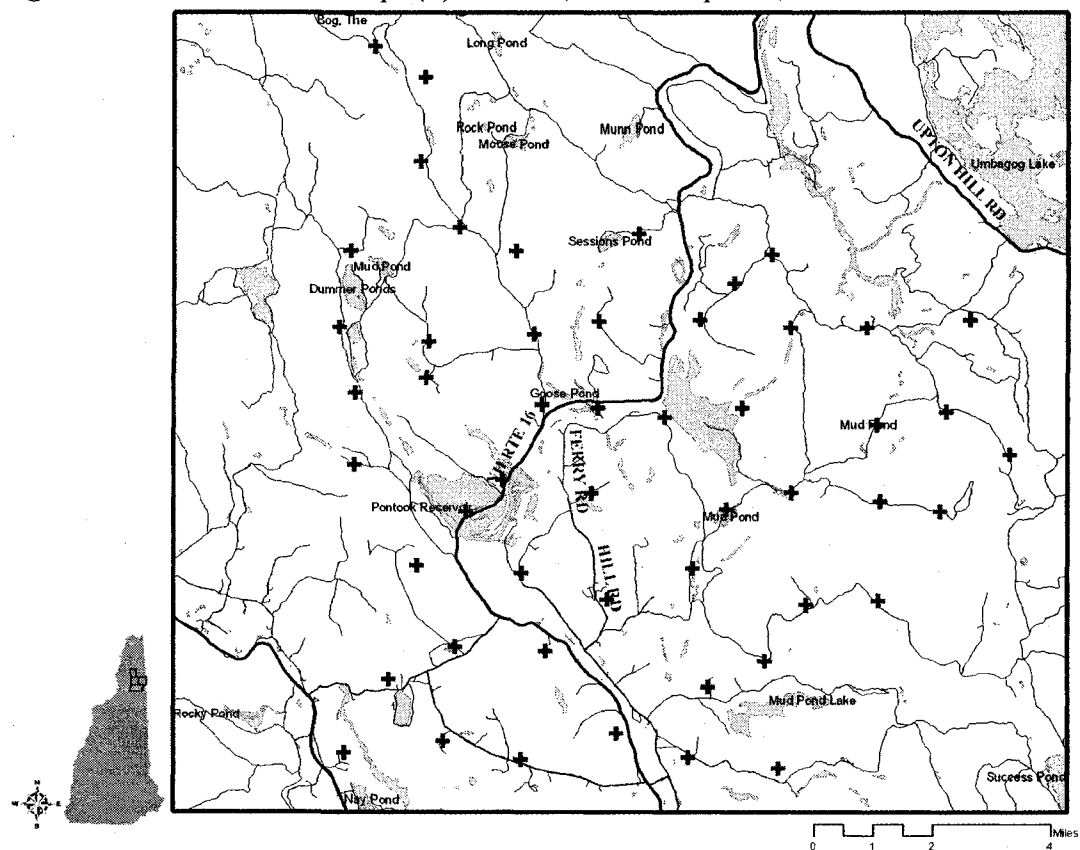 Bog, The
Long Pond
Rock Pond
Moose Pond
Munn Pond
UPTON HILL RD
Umbagog Lake
Sessions Pond
Mud Pond
Dummer Ponds
Goose Pond
RTE 16
FERRY RD
Mud Pond
Pontook Reservoir
Mud Pond
HILL RD
Rocky Pond
Mud Pond Lake
Nay Pond
Success Pond
N
W
E
S
Miles
0 1 2 4